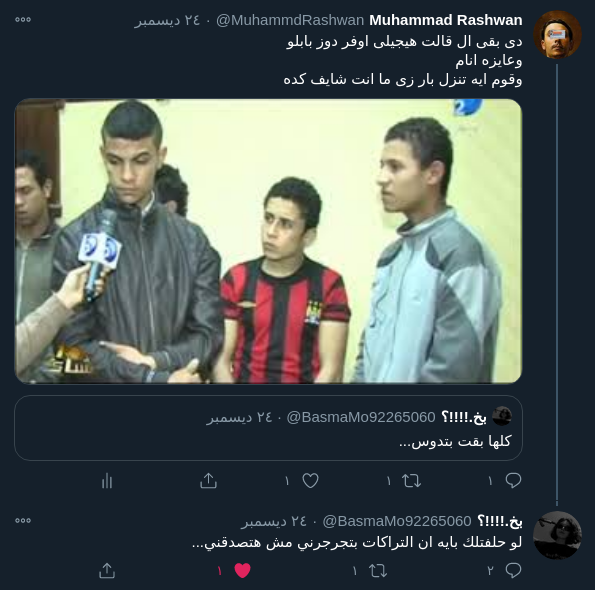 Muhammad Rashwan @MuhammdRashwan · ٢٤ ديسمبر
دى بقى ال قالت هيجيلى اوفر دوز بابلو
وعايزه انام
وقوم ايه تنزل بار زى ما انت شايف كده
بخ.!!!!؟ @BasmaMo92265060 · ٢٤ ديسمبر
كلها بقت بتدوس...
١ ١ ١
بخ.!!!!؟ @BasmaMo92265060 · ٢٤ ديسمبر
لو حلفتلك بايه ان التراكات بتجرجرني مش هتصدقني...
٢ ١ ١